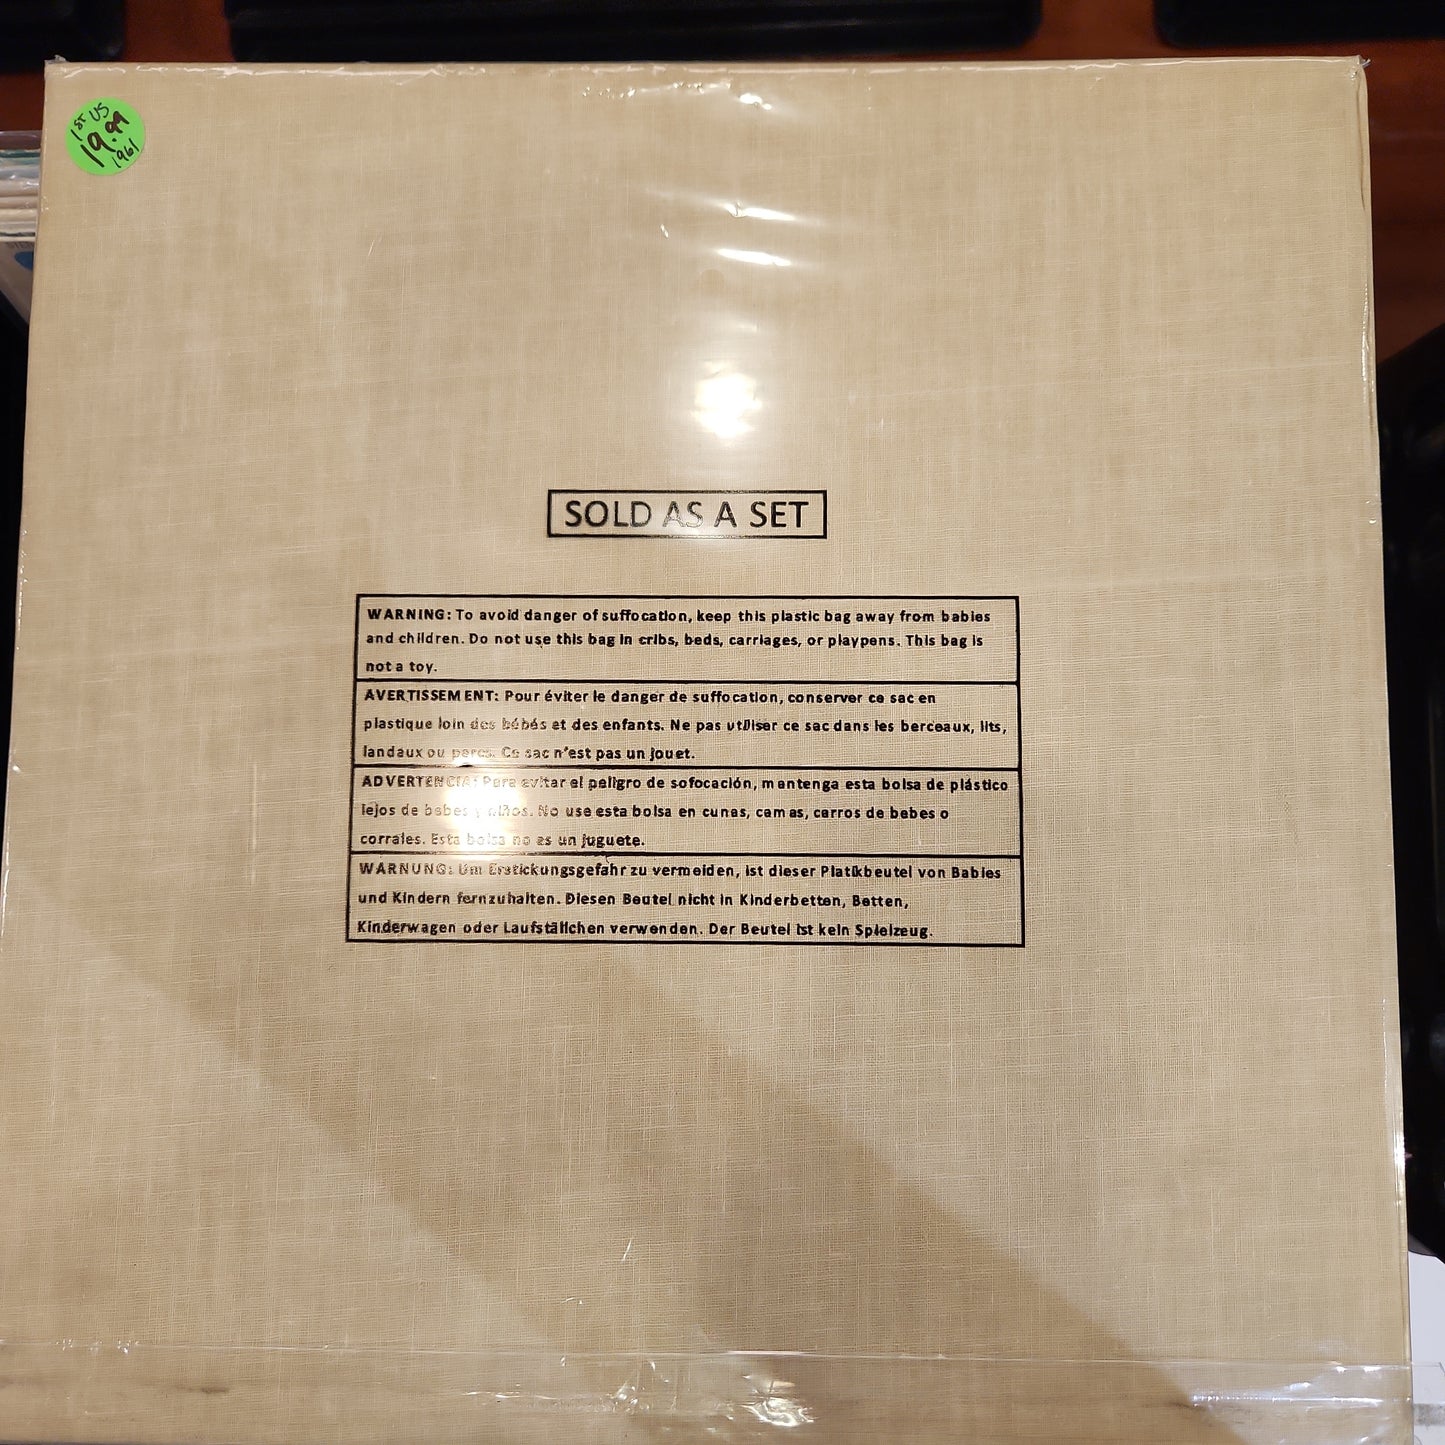 1ST US
19.99
1961
SOLD AS A SET
WARNING: To avoid danger of suffocation, keep this plastic bag away from babies
and children. Do not use this bag in cribs, beds, carriages, or playpens. This bag is
not a toy.
AVERTISSEMENT: Pour éviter le danger de suffocation, conserver ce sac en
plastique loin des bébés et des enfants. Ne pas utiliser ce sac dans les berceaux, lits,
landaux ou parcs. Ce sac n'est pas un jouet.
ADVERTENCIA: Para evitar el peligro de sofocación, mantenga esta bolsa de plástico
lejos de bebes y niños. No use esta bolsa en cunas, camas, carros de bebes o
corrales. Esta bolsa no es un juguete.
WARNUNG: Um Erstickungsgefahr zu vermeiden, ist dieser Platikbeutel von Babies
und Kindern fernzuhalten. Diesen Beutel nicht in Kinderbetten, Betten,
Kinderwagen oder Laufställchen verwenden. Der Beutel ist kein Spielzeug.